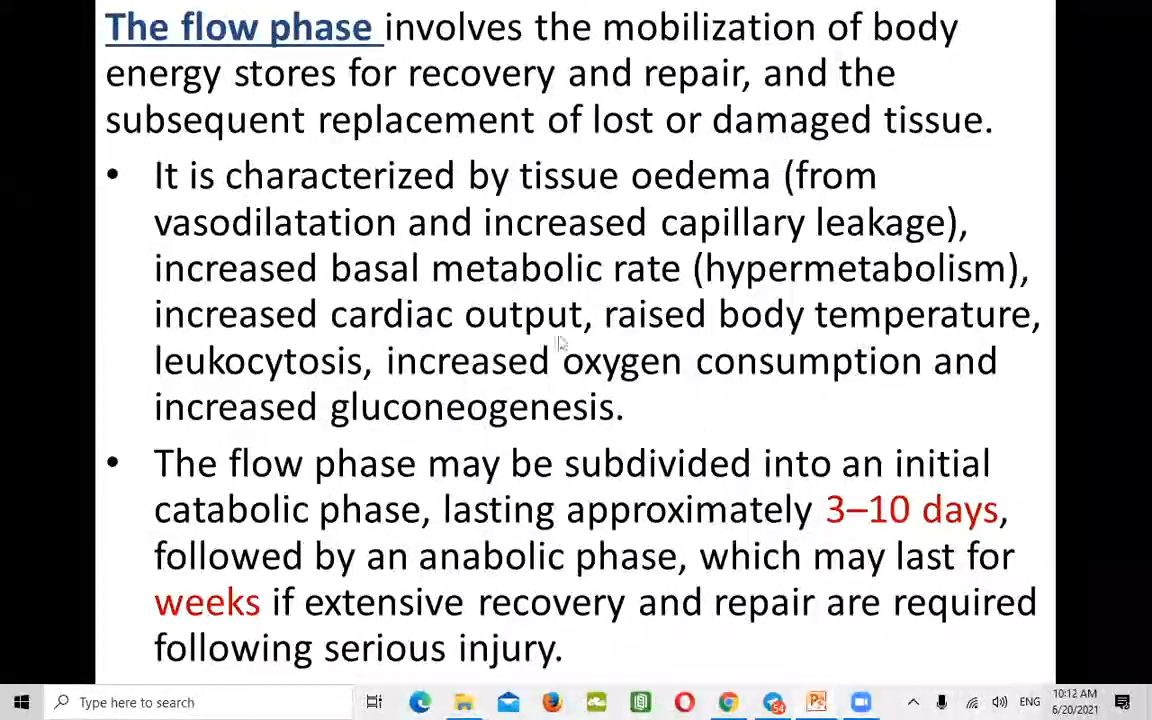 The flow phase involves the mobilization of body
energy stores for recovery and repair, and the
subsequent replacement of lost or damaged tissue.
• It is characterized by tissue oedema (from
vasodilatation and increased capillary leakage),
increased basal metabolic rate (hypermetabolism),
increased cardiac output, raised body temperature,
leukocytosis, increased oxygen consumption and
increased gluconeogenesis.
• The flow phase may be subdivided into an initial
catabolic phase, lasting approximately 3–10 days,
followed by an anabolic phase, which may last for
weeks if extensive recovery and repair are required
following serious injury.
Type here to search
54
ENG
10:12 AM
6/20/2021